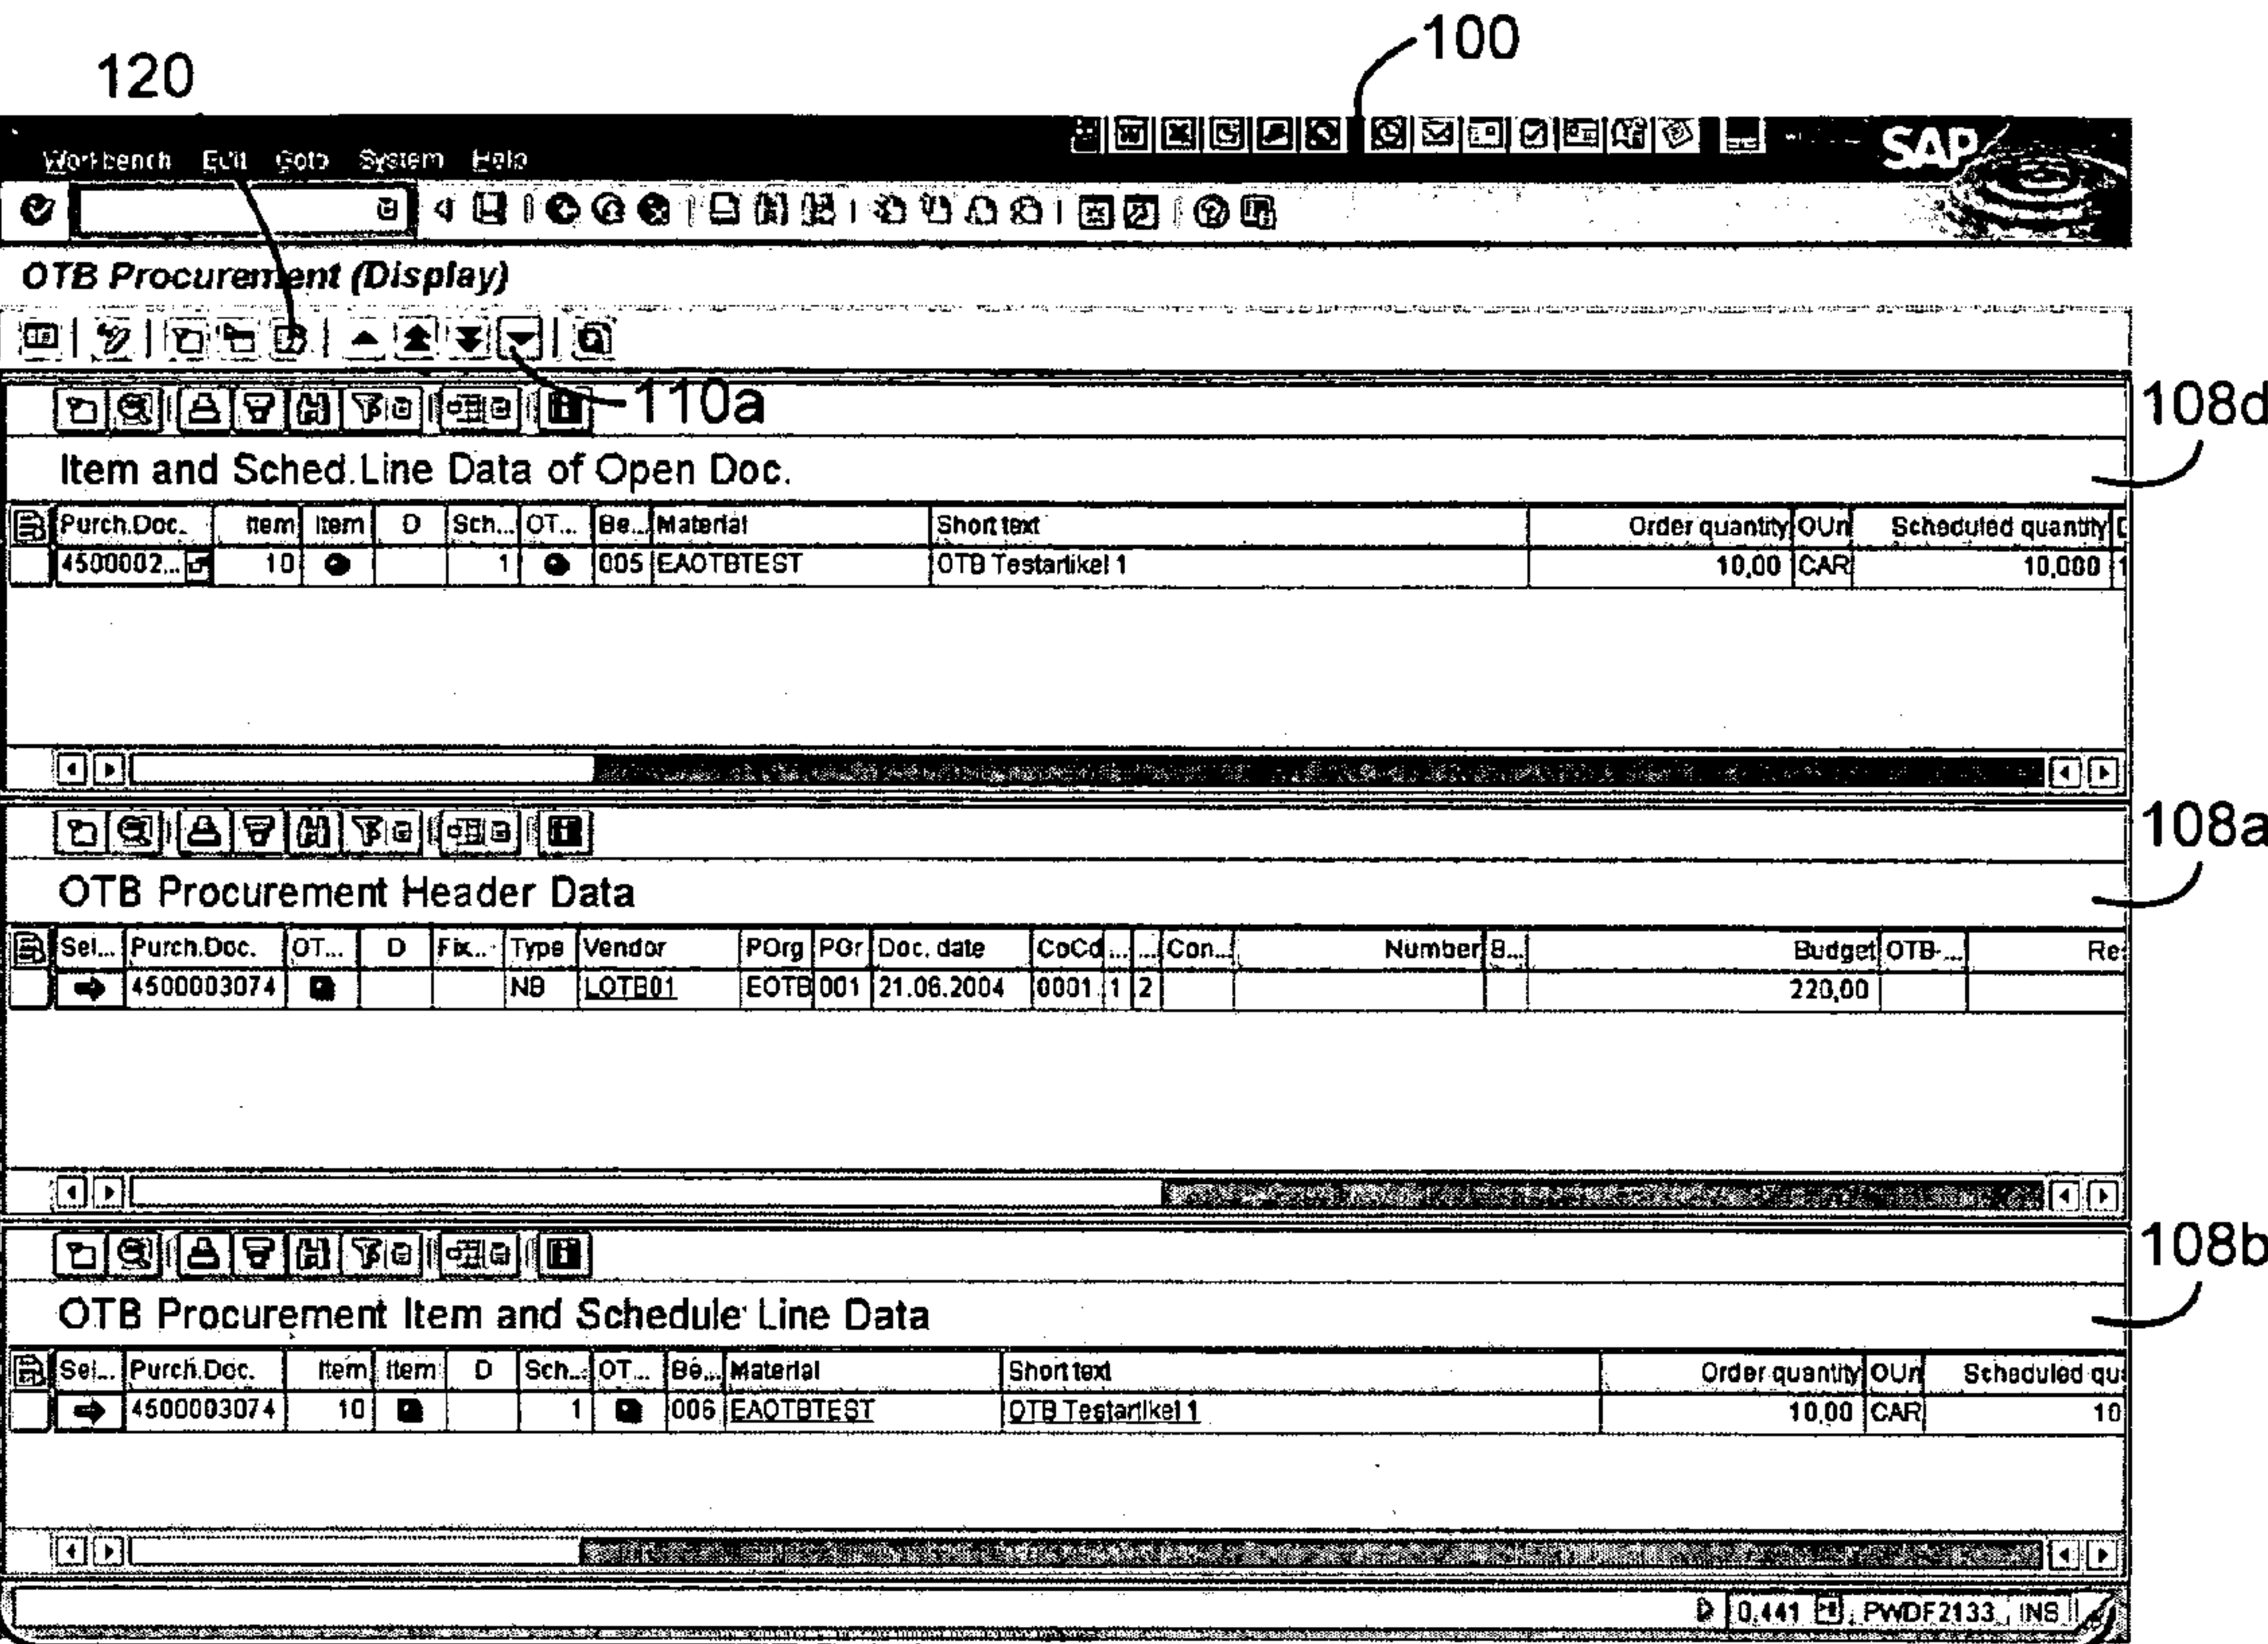 100
120
Workbench Edit Goto System Help
SAP
OTB Procurement (Display)
110a
108d
Item and Sched.Line Data of Open Doc.
Purch.Doc. Item Item D Sch... OT... Be... Material Short text Order quantity OUn Scheduled quantity
4500002... 10 1 005 EAOTBTEST OTB Testartikel 1 10,00 CAR 10,000
108a
OTB Procurement Header Data
Sel... Purch.Doc. OT... D Fix... Type Vendor POrg PGr Doc. date CoCd ... ... Con... Number B... Budget OTB-... Re
4500003074 NB LOTB01 EOTB 001 21.06.2004 0001 1 2 220,00
108b
OTB Procurement Item and Schedule Line Data
Sel... Purch.Doc. Item Item D Sch... OT... Be... Material Short text Order quantity OUn Scheduled qu
4500003074 10 1 006 EAOTBTEST OTB Testartikel 1 10,00 CAR 10
0.441 PWDF2133 INS